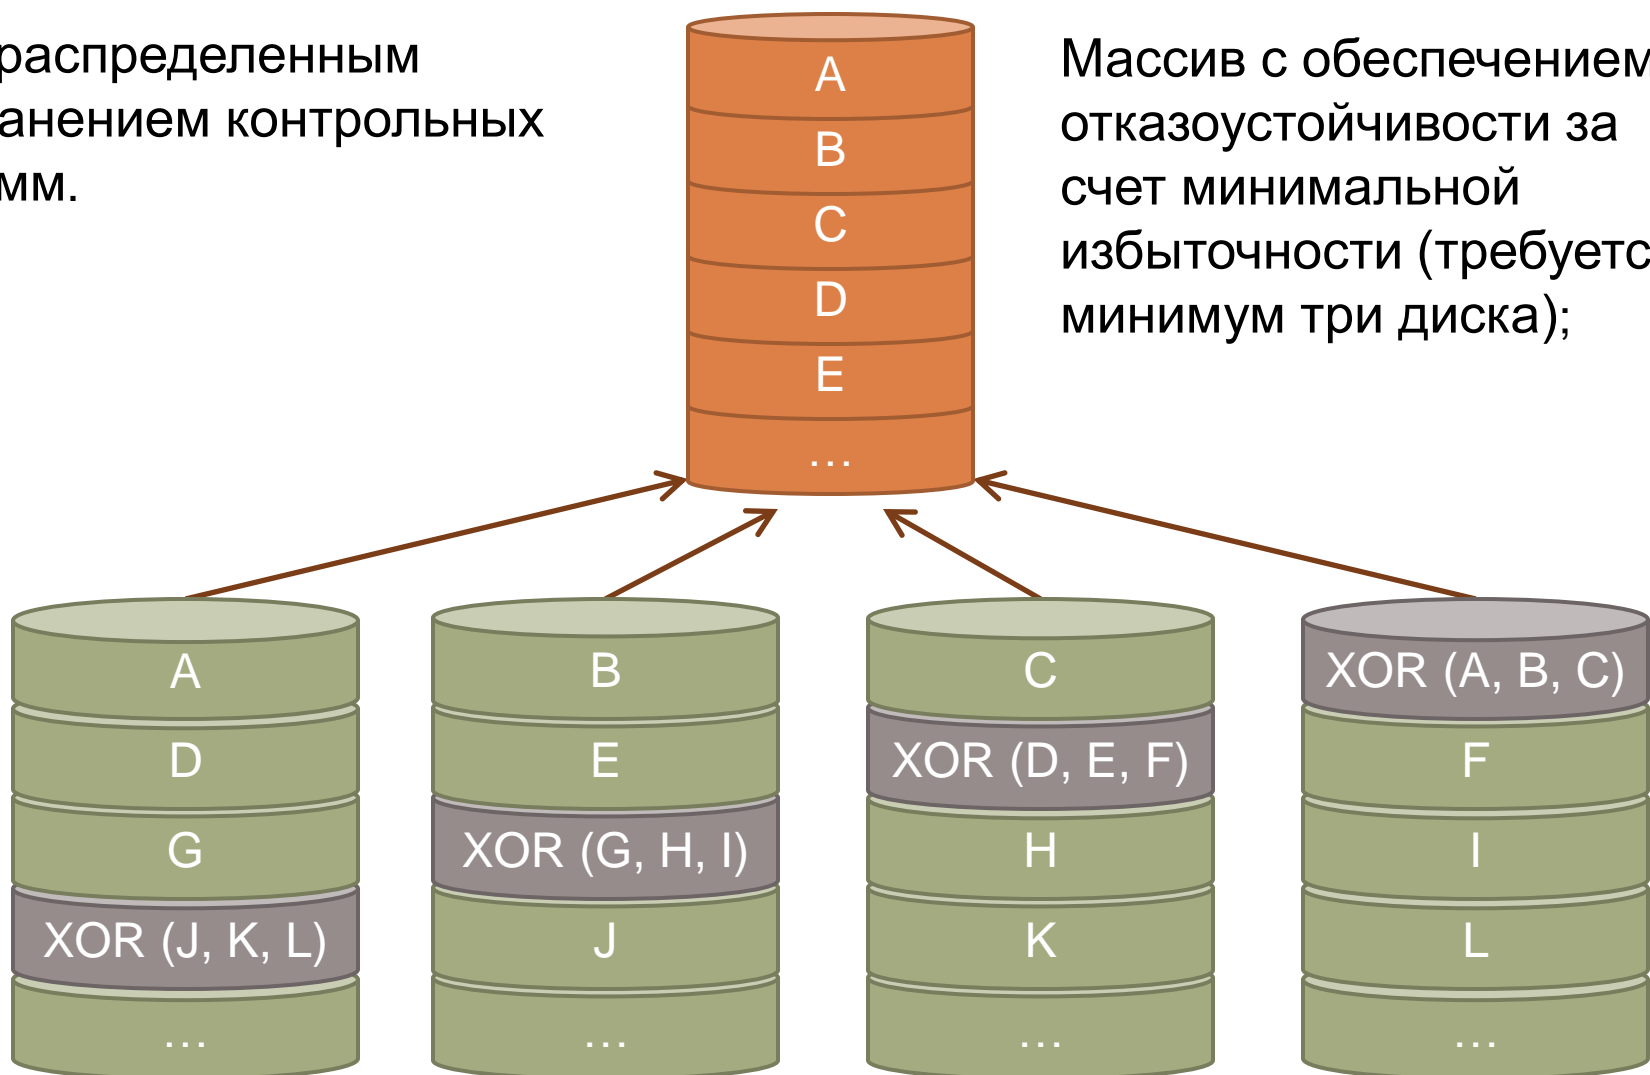 распределенным
анением контрольных
мм.
Массив с обеспечением
отказоустойчивости за
счет минимальной
избыточности (требуетс
минимум три диска);
A
B
C
D
E
...
A
D
G
XOR (J, K, L)
...
B
E
XOR (G, H, I)
J
...
C
XOR (D, E, F)
H
K
...
XOR (A, B, C)
F
I
L
...